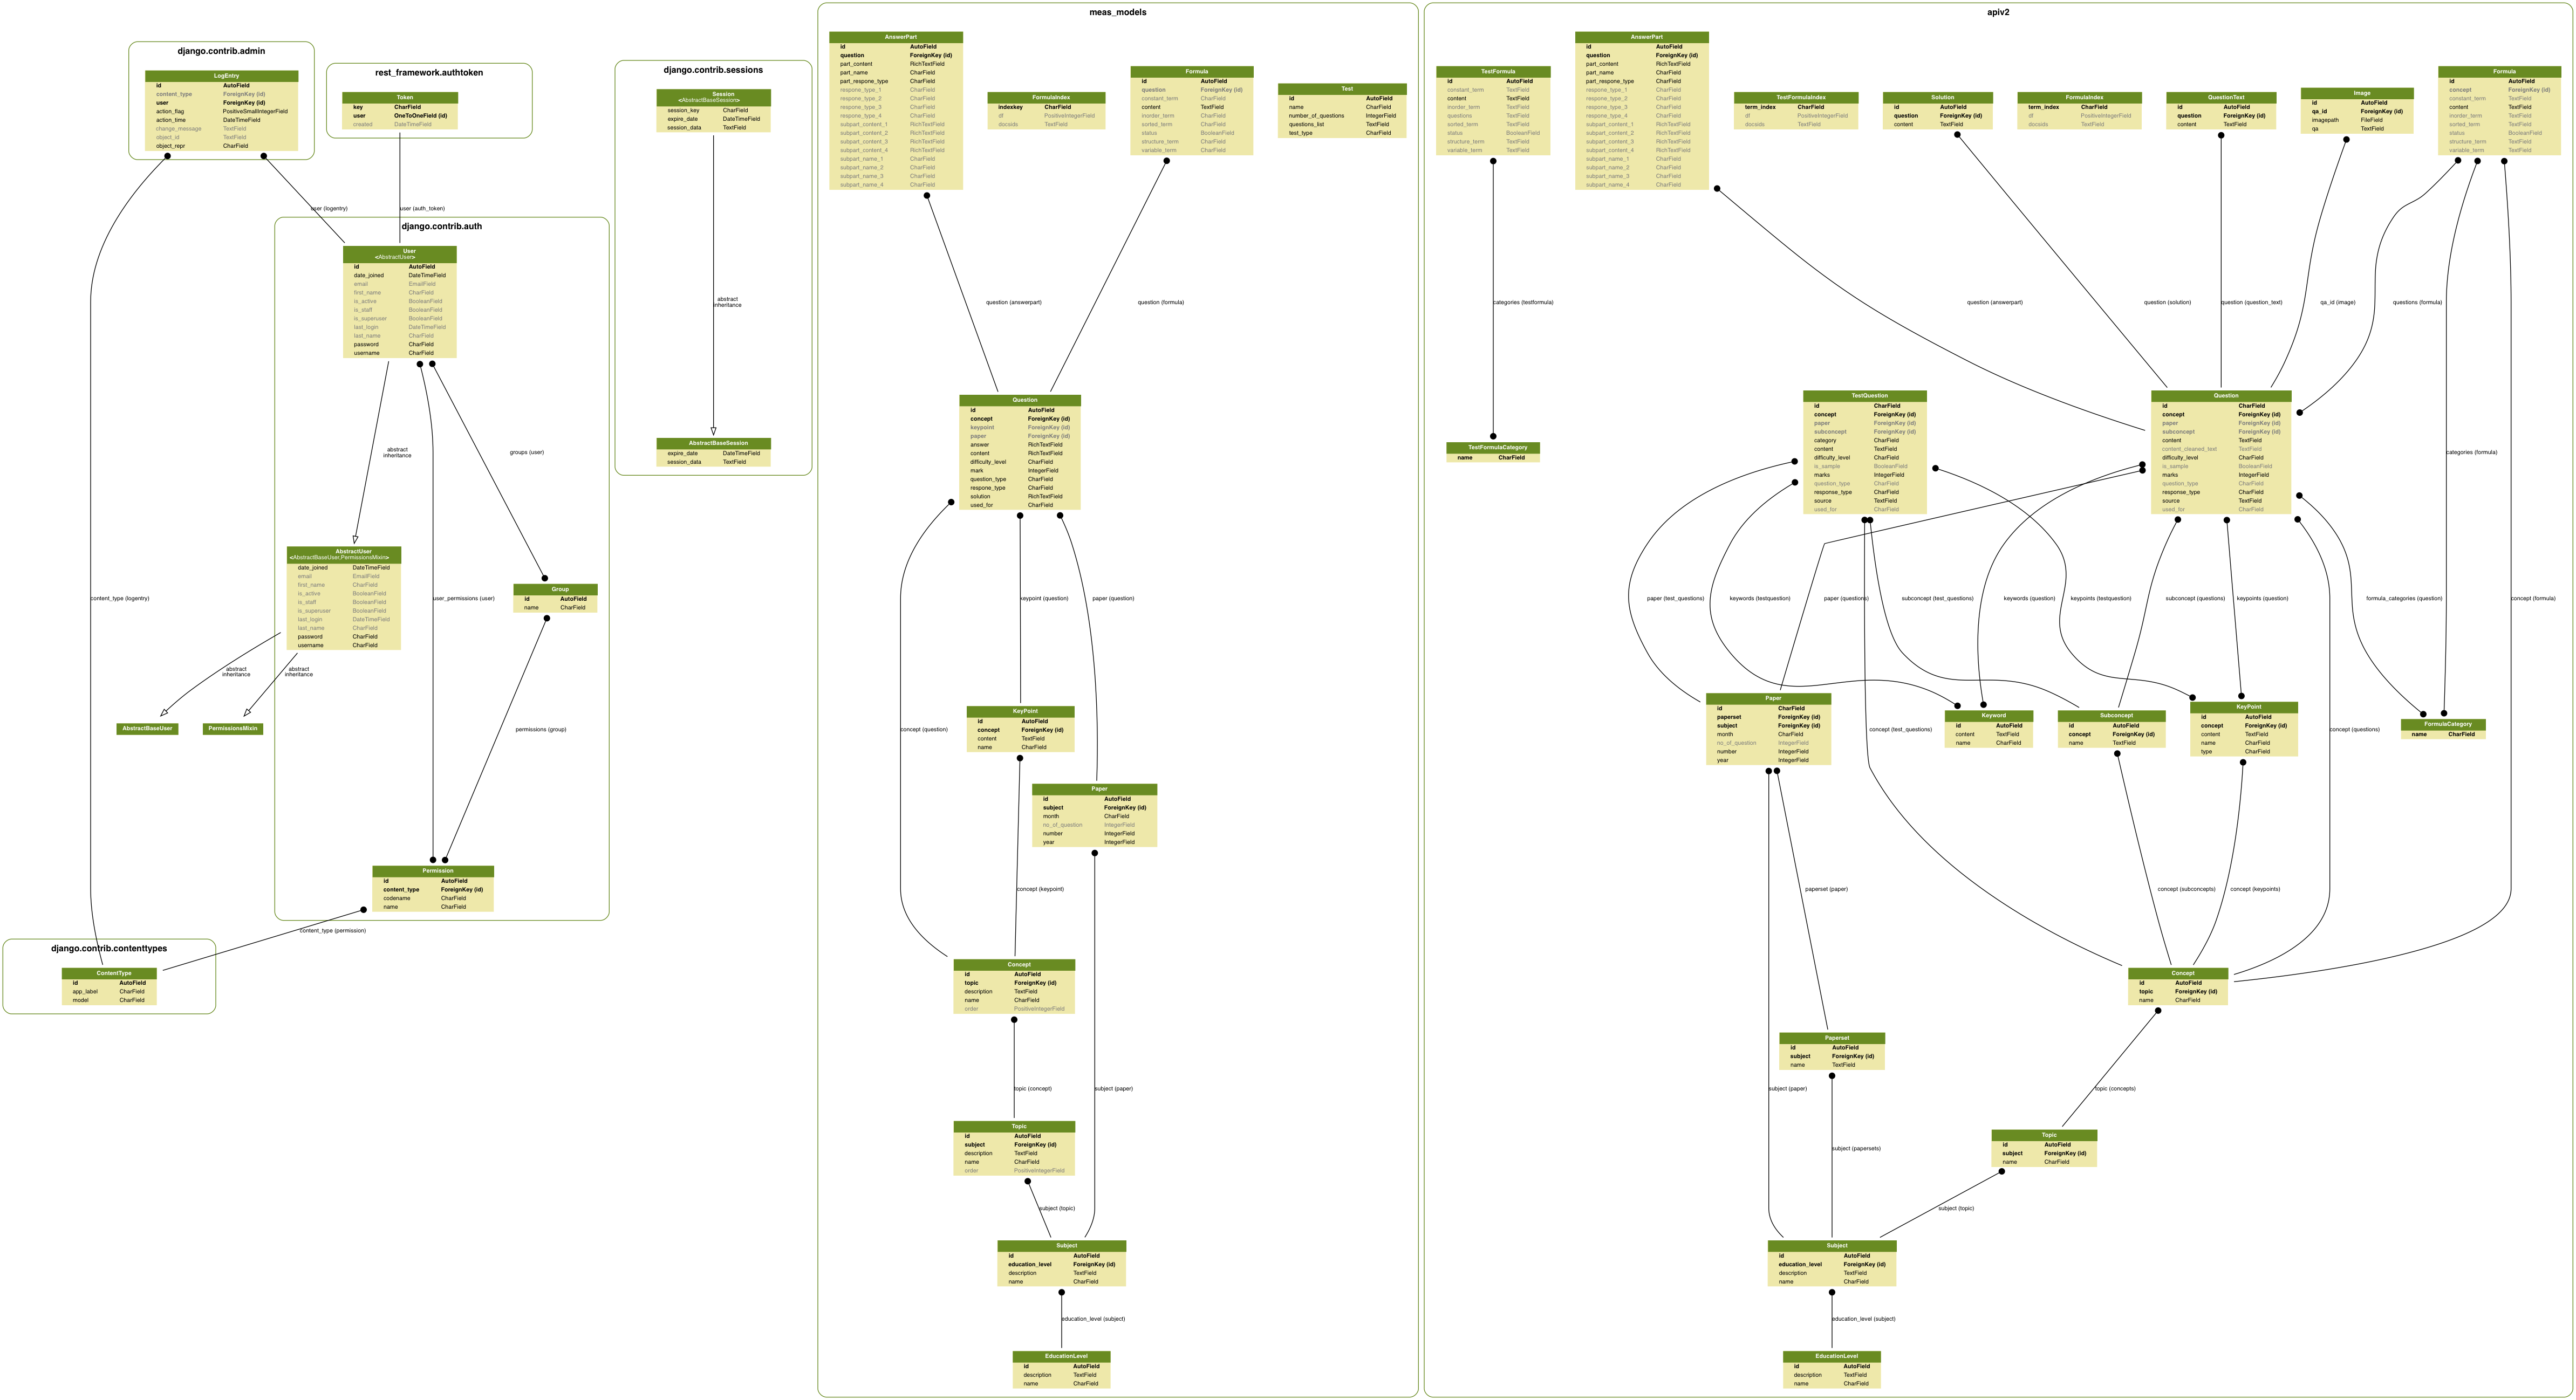 django.contrib.admin
LogEntry
id AutoField
content_type ForeignKey (id)
user ForeignKey (id)
action_flag PositiveSmallIntegerField
action_time DateTimeField
change_message TextField
object_id TextField
object_repr CharField
rest_framework.authtoken
Token
key CharField
user OneToOneField (id)
created DateTimeField
user (logentry)
user (auth_token)
django.contrib.auth
User
<AbstractUser>
id AutoField
date_joined DateTimeField
email EmailField
first_name CharField
is_active BooleanField
is_staff BooleanField
is_superuser BooleanField
last_login DateTimeField
last_name CharField
password CharField
username CharField
abstract
inheritance
groups (user)
AbstractUser
<AbstractBaseUser,PermissionsMixin>
date_joined DateTimeField
email EmailField
first_name CharField
is_active BooleanField
is_staff BooleanField
is_superuser BooleanField
last_login DateTimeField
last_name CharField
password CharField
username CharField
content_type (logentry)
user_permissions (user)
Group
id AutoField
name CharField
abstract
inheritance
abstract
inheritance
AbstractBaseUser
PermissionsMixin
permissions (group)
Permission
id AutoField
content_type ForeignKey (id)
codename CharField
name CharField
content_type (permission)
django.contrib.contenttypes
ContentType
id AutoField
app_label CharField
model CharField
django.contrib.sessions
Session
<AbstractBaseSession>
session_key CharField
expire_date DateTimeField
session_data TextField
abstract
inheritance
AbstractBaseSession
expire_date DateTimeField
session_data TextField
meas_models
AnswerPart
id AutoField
question ForeignKey (id)
part_content RichTextField
part_name CharField
part_respone_type CharField
respone_type_1 CharField
respone_type_2 CharField
respone_type_3 CharField
respone_type_4 CharField
subpart_content_1 RichTextField
subpart_content_2 RichTextField
subpart_content_3 RichTextField
subpart_content_4 RichTextField
subpart_name_1 CharField
subpart_name_2 CharField
subpart_name_3 CharField
subpart_name_4 CharField
FormulaIndex
indexkey CharField
df PositiveIntegerField
docsids TextField
Formula
id AutoField
question ForeignKey (id)
constant_term CharField
content TextField
inorder_term CharField
sorted_term CharField
status BooleanField
structure_term CharField
variable_term CharField
Test
id AutoField
name CharField
number_of_questions IntegerField
questions_list TextField
test_type CharField
question (answerpart)
question (formula)
Question
id AutoField
concept ForeignKey (id)
keypoint ForeignKey (id)
paper ForeignKey (id)
answer RichTextField
content RichTextField
difficulty_level CharField
mark IntegerField
question_type CharField
respone_type CharField
solution RichTextField
used_for CharField
keypoint (question)
paper (question)
concept (question)
KeyPoint
id AutoField
concept ForeignKey (id)
content TextField
name CharField
Paper
id AutoField
subject ForeignKey (id)
month CharField
no_of_question IntegerField
number IntegerField
year IntegerField
concept (keypoint)
Concept
id AutoField
topic ForeignKey (id)
description TextField
name CharField
order PositiveIntegerField
topic (concept)
subject (paper)
Topic
id AutoField
subject ForeignKey (id)
description TextField
name CharField
order PositiveIntegerField
subject (topic)
Subject
id AutoField
education_level ForeignKey (id)
description TextField
name CharField
education_level (subject)
EducationLevel
id AutoField
description TextField
name CharField
apiv2
TestFormula
id AutoField
constant_term TextField
content TextField
inorder_term TextField
questions TextField
sorted_term TextField
status BooleanField
structure_term TextField
variable_term TextField
AnswerPart
id AutoField
question ForeignKey (id)
part_content RichTextField
part_name CharField
part_respone_type CharField
respone_type_1 CharField
respone_type_2 CharField
respone_type_3 CharField
respone_type_4 CharField
subpart_content_1 RichTextField
subpart_content_2 RichTextField
subpart_content_3 RichTextField
subpart_content_4 RichTextField
subpart_name_1 CharField
subpart_name_2 CharField
subpart_name_3 CharField
subpart_name_4 CharField
TestFormulaIndex
term_index CharField
df PositiveIntegerField
docsids TextField
Solution
id AutoField
question ForeignKey (id)
content TextField
FormulaIndex
term_index CharField
df PositiveIntegerField
docsids TextField
QuestionText
id AutoField
question ForeignKey (id)
content TextField
Image
id AutoField
qa_id ForeignKey (id)
imagepath FileField
qa TextField
Formula
id AutoField
concept ForeignKey (id)
constant_term TextField
content TextField
inorder_term TextField
sorted_term TextField
status BooleanField
structure_term TextField
variable_term TextField
categories (testformula)
question (answerpart)
question (solution)
question (question_text)
qa_id (image)
questions (formula)
TestFormulaCategory
name CharField
TestQuestion
id CharField
concept ForeignKey (id)
paper ForeignKey (id)
subconcept ForeignKey (id)
category CharField
content TextField
difficulty_level CharField
is_sample BooleanField
marks IntegerField
question_type CharField
response_type CharField
source TextField
used_for CharField
Question
id CharField
concept ForeignKey (id)
paper ForeignKey (id)
subconcept ForeignKey (id)
content TextField
content_cleaned_text TextField
difficulty_level CharField
is_sample BooleanField
marks IntegerField
question_type CharField
response_type CharField
source TextField
used_for CharField
categories (formula)
paper (test_questions)
keywords (testquestion)
paper (questions)
subconcept (test_questions)
keywords (question)
keypoints (testquestion)
subconcept (questions)
keypoints (question)
formula_categories (question)
concept (formula)
Paper
id CharField
paperset ForeignKey (id)
subject ForeignKey (id)
month CharField
no_of_question IntegerField
number IntegerField
year IntegerField
concept (test_questions)
Keyword
id AutoField
content TextField
name CharField
Subconcept
id AutoField
concept ForeignKey (id)
name TextField
KeyPoint
id AutoField
concept ForeignKey (id)
content TextField
name CharField
type CharField
concept (questions)
FormulaCategory
name CharField
paperset (paper)
concept (subconcepts)
concept (keypoints)
Concept
id AutoField
topic ForeignKey (id)
name CharField
Paperset
id AutoField
subject ForeignKey (id)
name TextField
subject (paper)
topic (concepts)
subject (papersets)
Topic
id AutoField
subject ForeignKey (id)
name CharField
subject (topic)
Subject
id AutoField
education_level ForeignKey (id)
description TextField
name CharField
education_level (subject)
EducationLevel
id AutoField
description TextField
name CharField